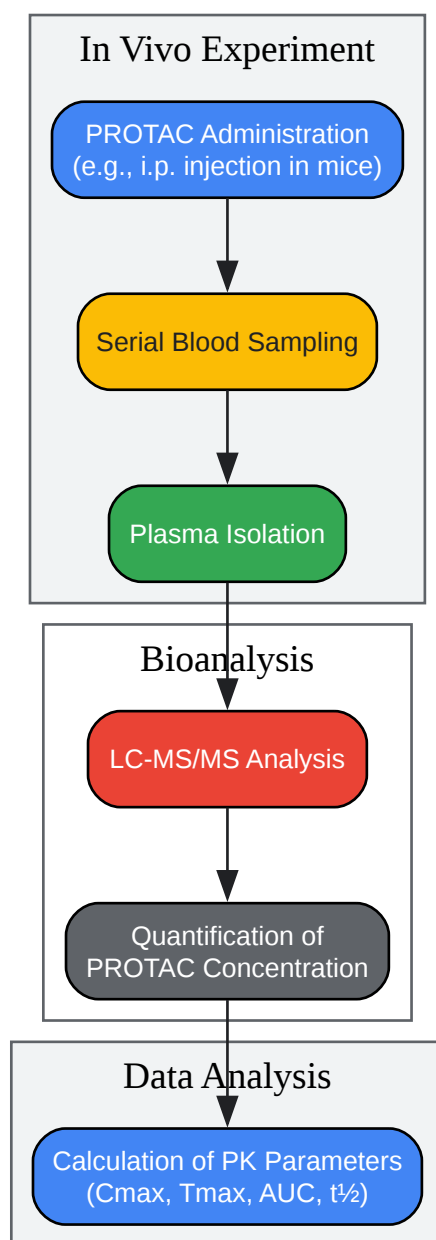 In Vivo Experiment
PROTAC Administration
(e.g., i.p. injection in mice)
Serial Blood Sampling
Plasma Isolation
Bioanalysis
LC-MS/MS Analysis
Quantification of
PROTAC Concentration
Data Analysis
Calculation of PK Parameters
(Cmax, Tmax, AUC, t½)